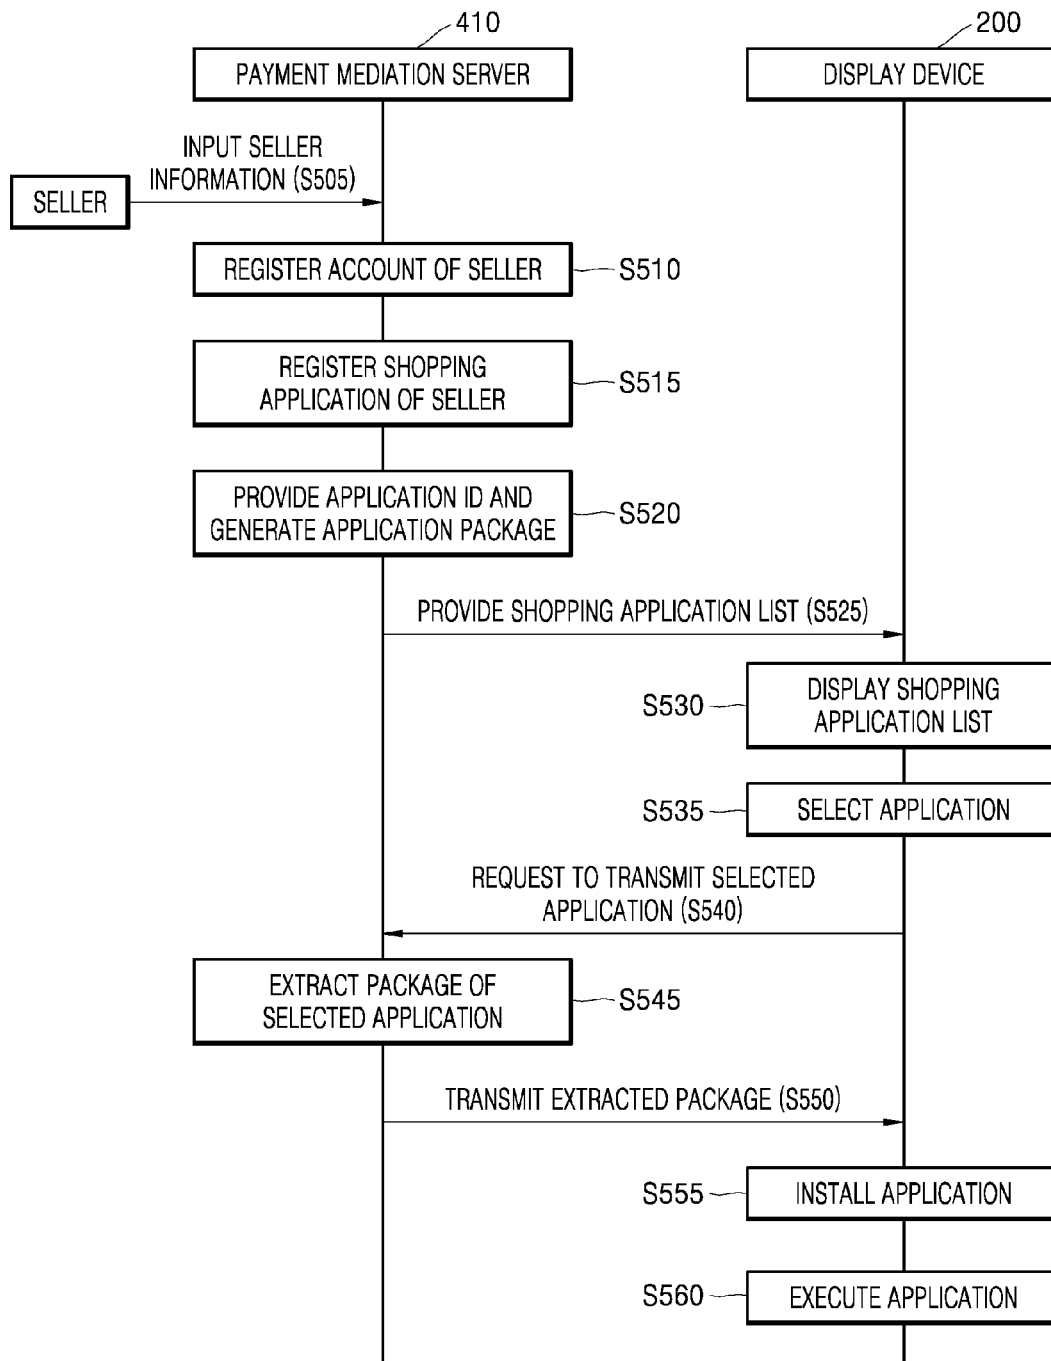 410
200
PAYMENT MEDIATION SERVER
DISPLAY DEVICE
INPUT SELLER
INFORMATION (S505)
SELLER
REGISTER ACCOUNT OF SELLER
S510
REGISTER SHOPPING
APPLICATION OF SELLER
S515
PROVIDE APPLICATION ID AND
GENERATE APPLICATION PACKAGE
S520
PROVIDE SHOPPING APPLICATION LIST (S525)
S530
DISPLAY SHOPPING
APPLICATION LIST
S535
SELECT APPLICATION
REQUEST TO TRANSMIT SELECTED
APPLICATION (S540)
EXTRACT PACKAGE OF
SELECTED APPLICATION
S545
TRANSMIT EXTRACTED PACKAGE (S550)
S555
INSTALL APPLICATION
S560
EXECUTE APPLICATION